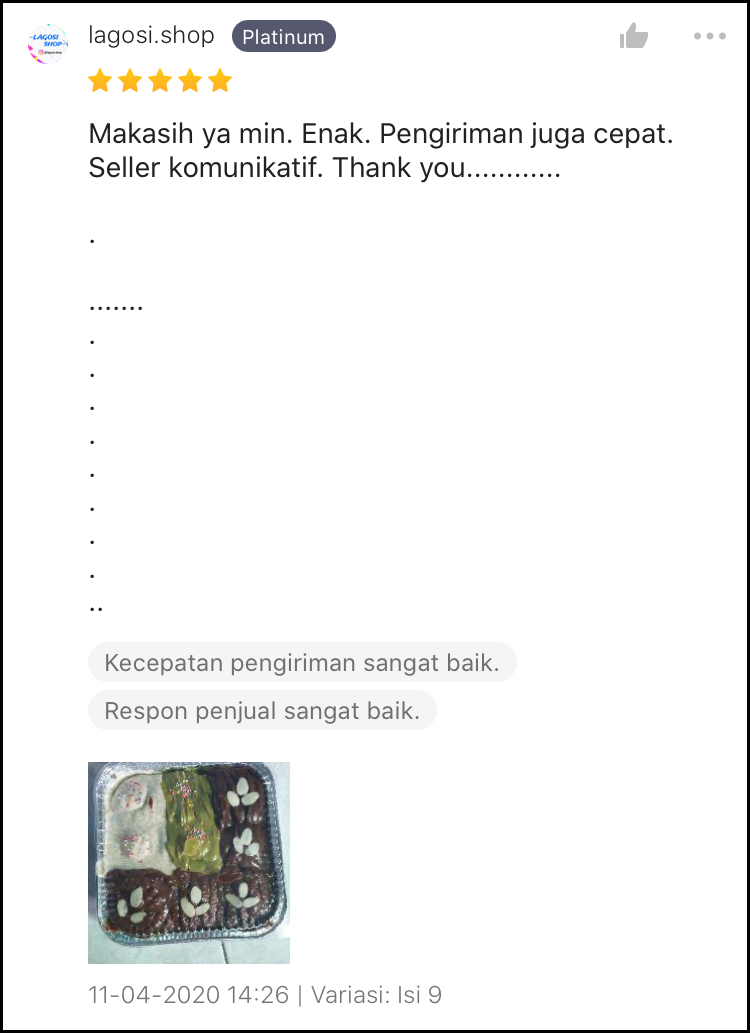 LAGOSI
SHOP
lagosi.shop Platinum
Makasih ya min. Enak. Pengiriman juga cepat.
Seller komunikatif. Thank you............
.
.......
.
.
.
.
.
.
.
.
..
Kecepatan pengiriman sangat baik.
Respon penjual sangat baik.
11-04-2020 14:26 | Variasi: Isi 9